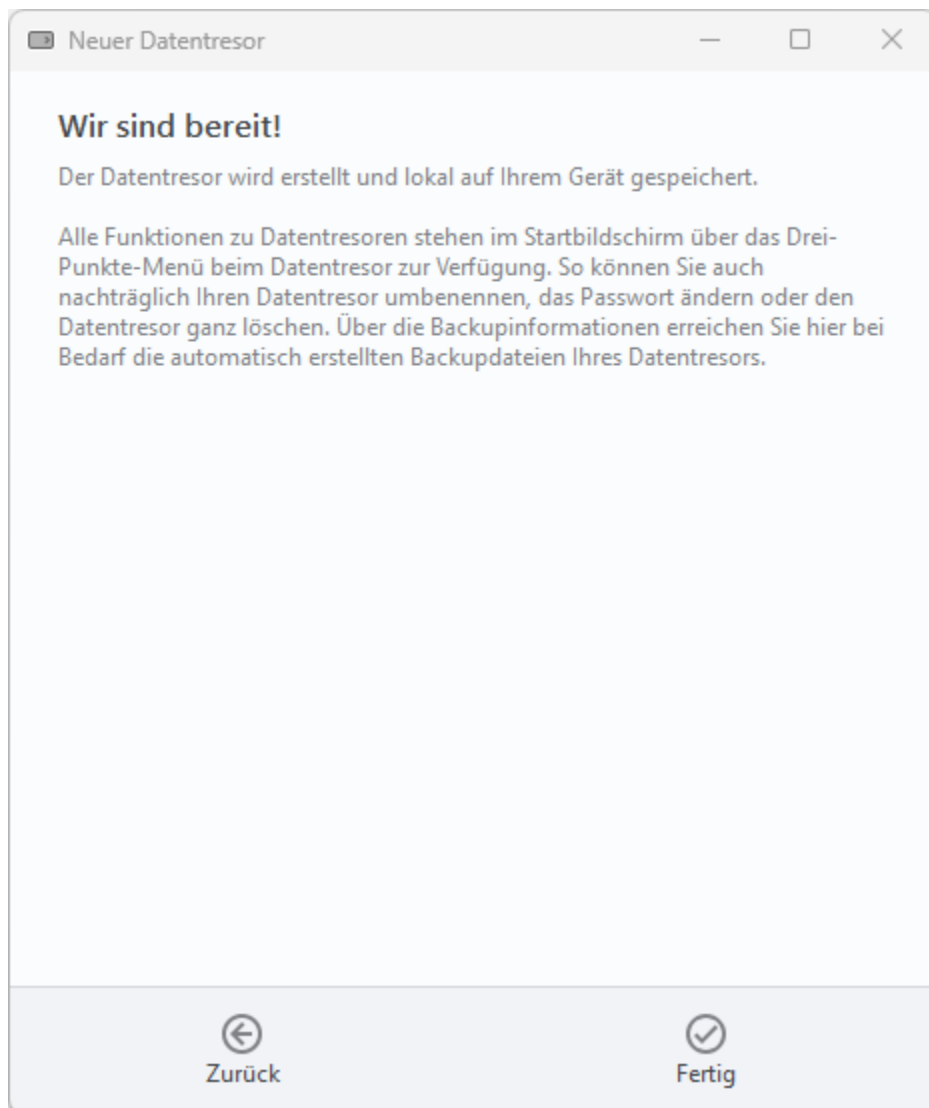 Neuer Datentresor
Wir sind bereit!
Der Datentresor wird erstellt und lokal auf Ihrem Gerät gespeichert.
Alle Funktionen zu Datentresoren stehen im Startbildschirm über das Drei-
Punkte-Menü beim Datentresor zur Verfügung. So können Sie auch
nachträglich Ihren Datentresor umbenennen, das Passwort ändern oder den
Datentresor ganz löschen. Über die Backupinformationen erreichen Sie hier bei
Bedarf die automatisch erstellten Backupdateien Ihres Datentresors.
Zurück
Fertig